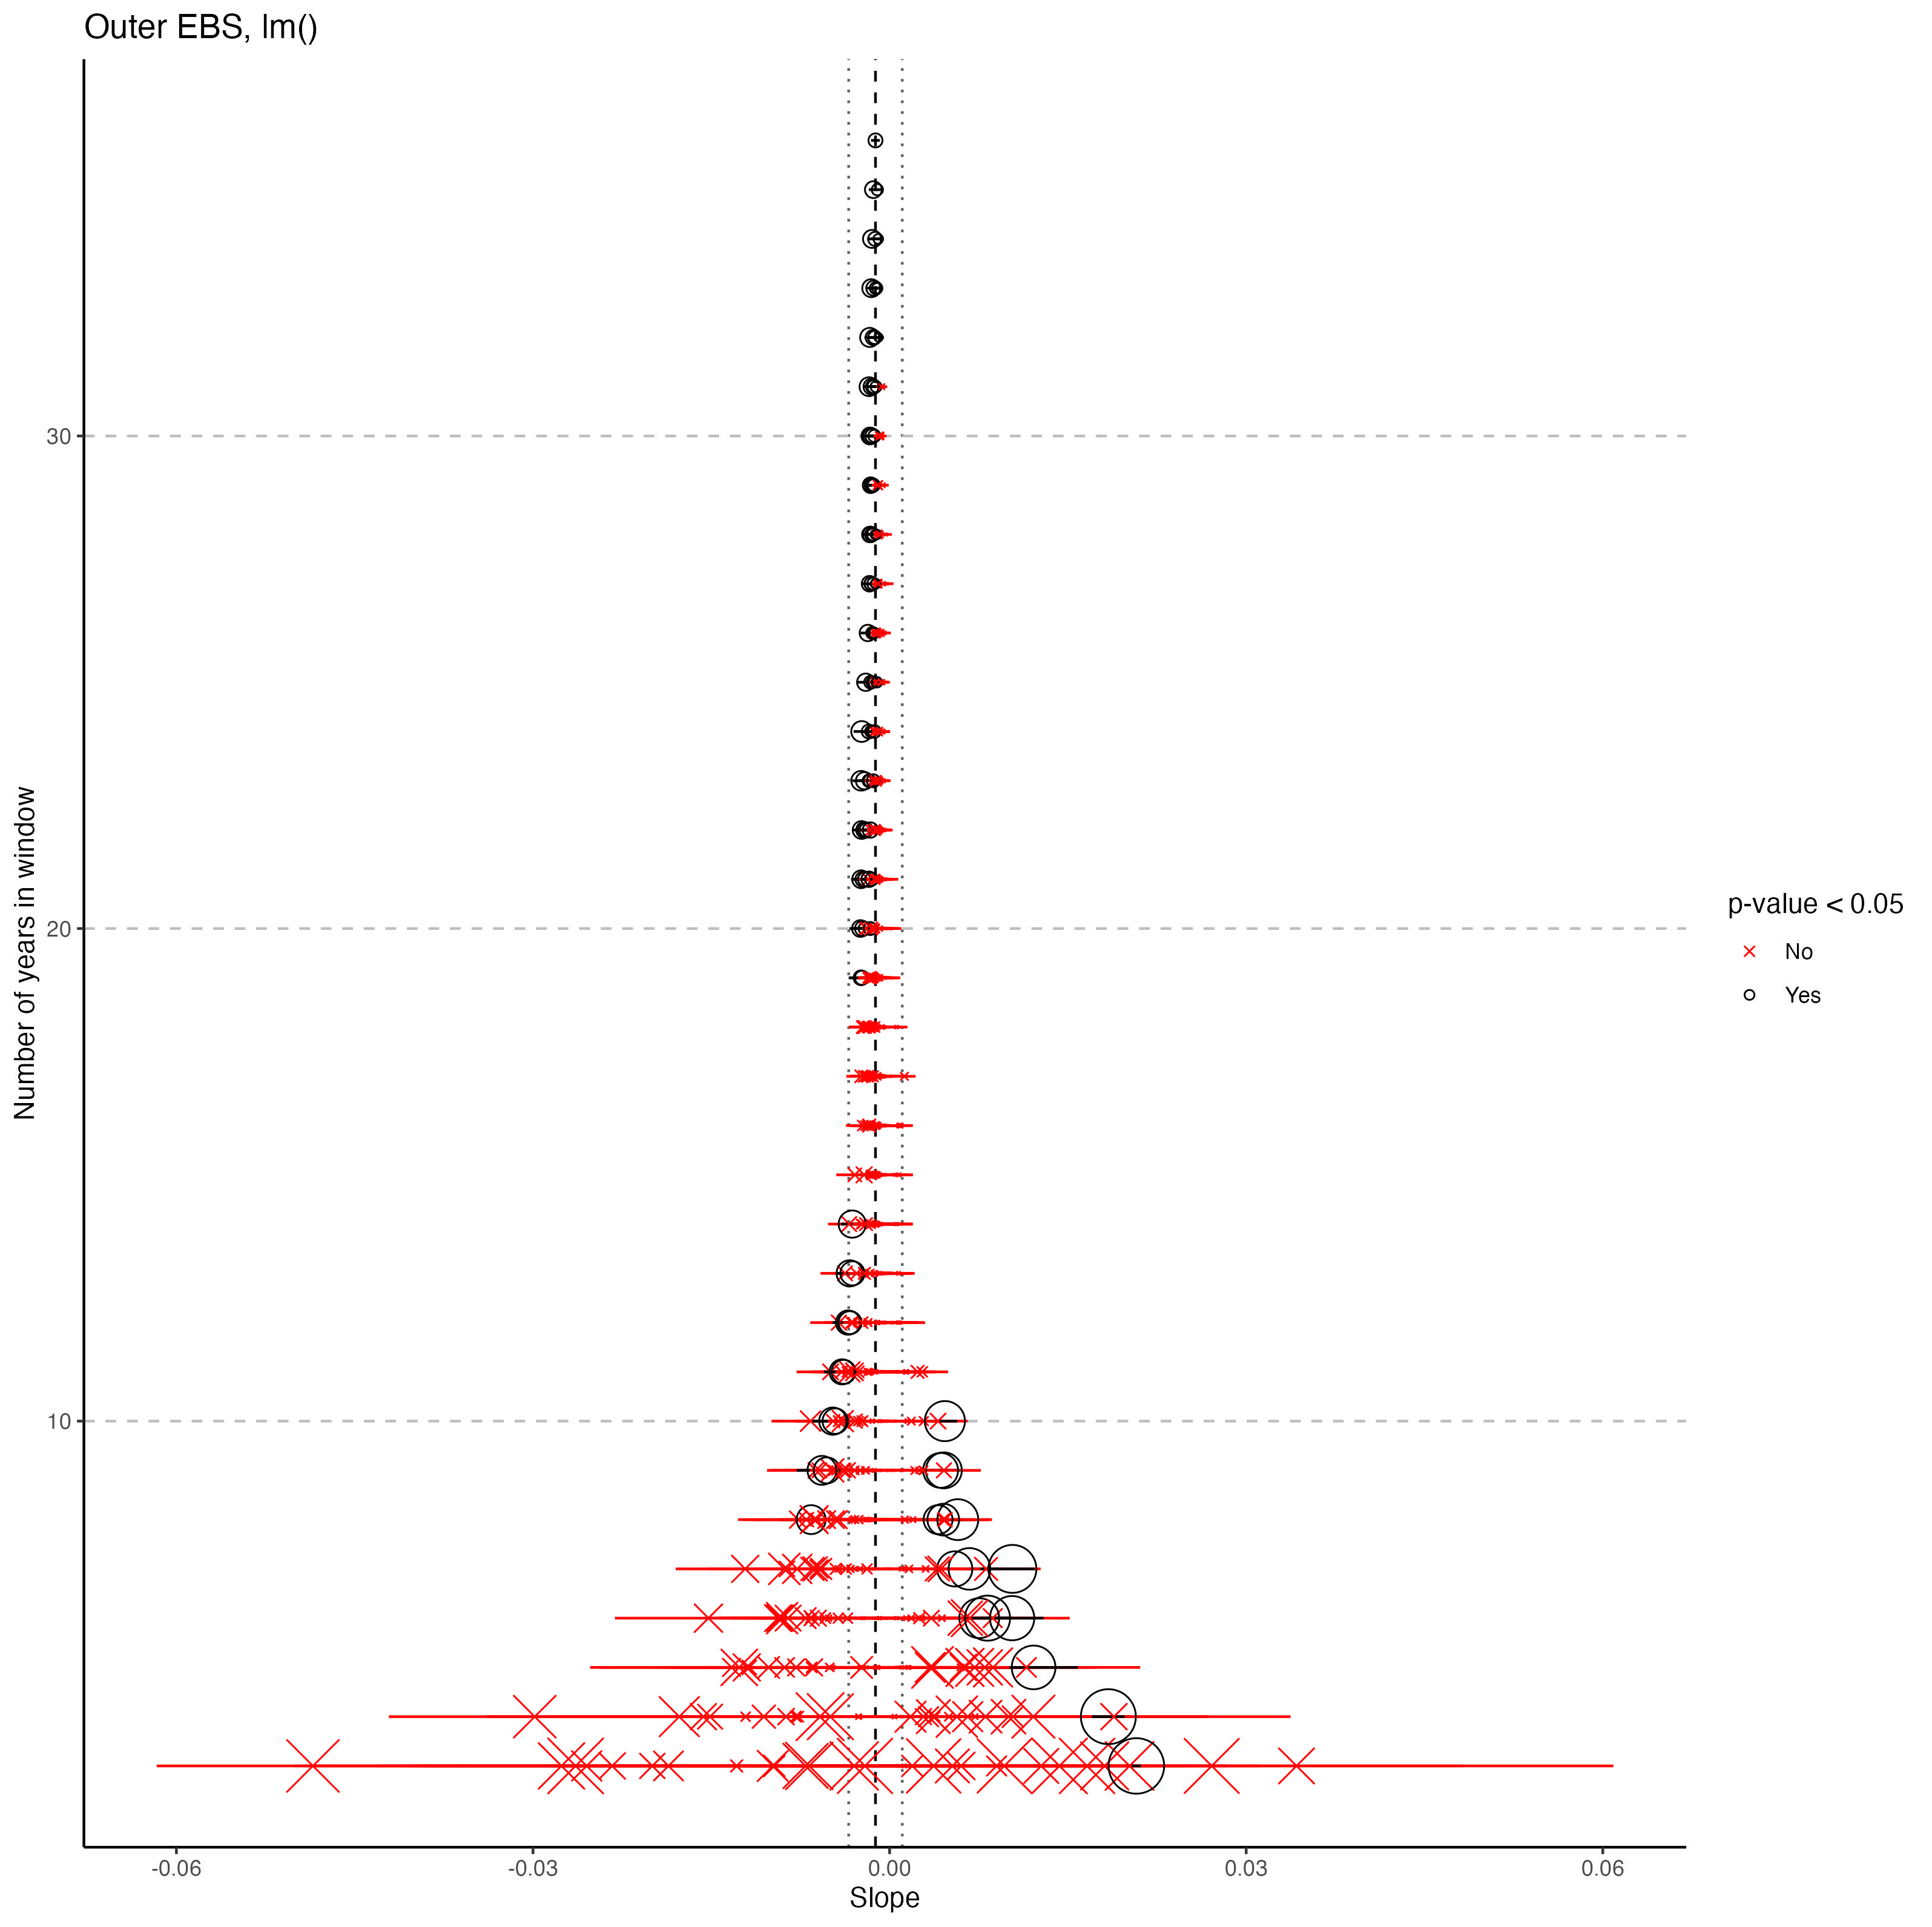 Outer EBS, lm()
Number of years in window
30
20
10
-0.06
-0.03
0.00
0.03
0.06
Slope
p-value < 0.05
No
Yes